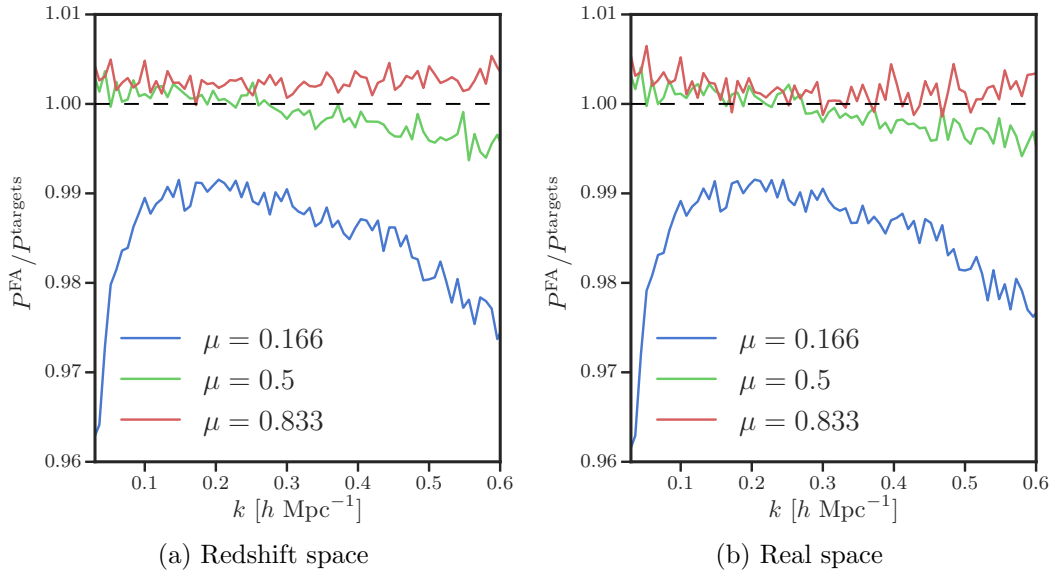 1.01
1.00
0.99
0.98
0.97
0.96
P^FA/P^targets
μ = 0.166
μ = 0.5
μ = 0.833
0.1 0.2 0.3 0.4 0.5 0.6
k [h Mpc⁻¹]
(a) Redshift space
1.01
1.00
0.99
0.98
0.97
0.96
P^FA/P^targets
μ = 0.166
μ = 0.5
μ = 0.833
0.1 0.2 0.3 0.4 0.5 0.6
k [h Mpc⁻¹]
(b) Real space